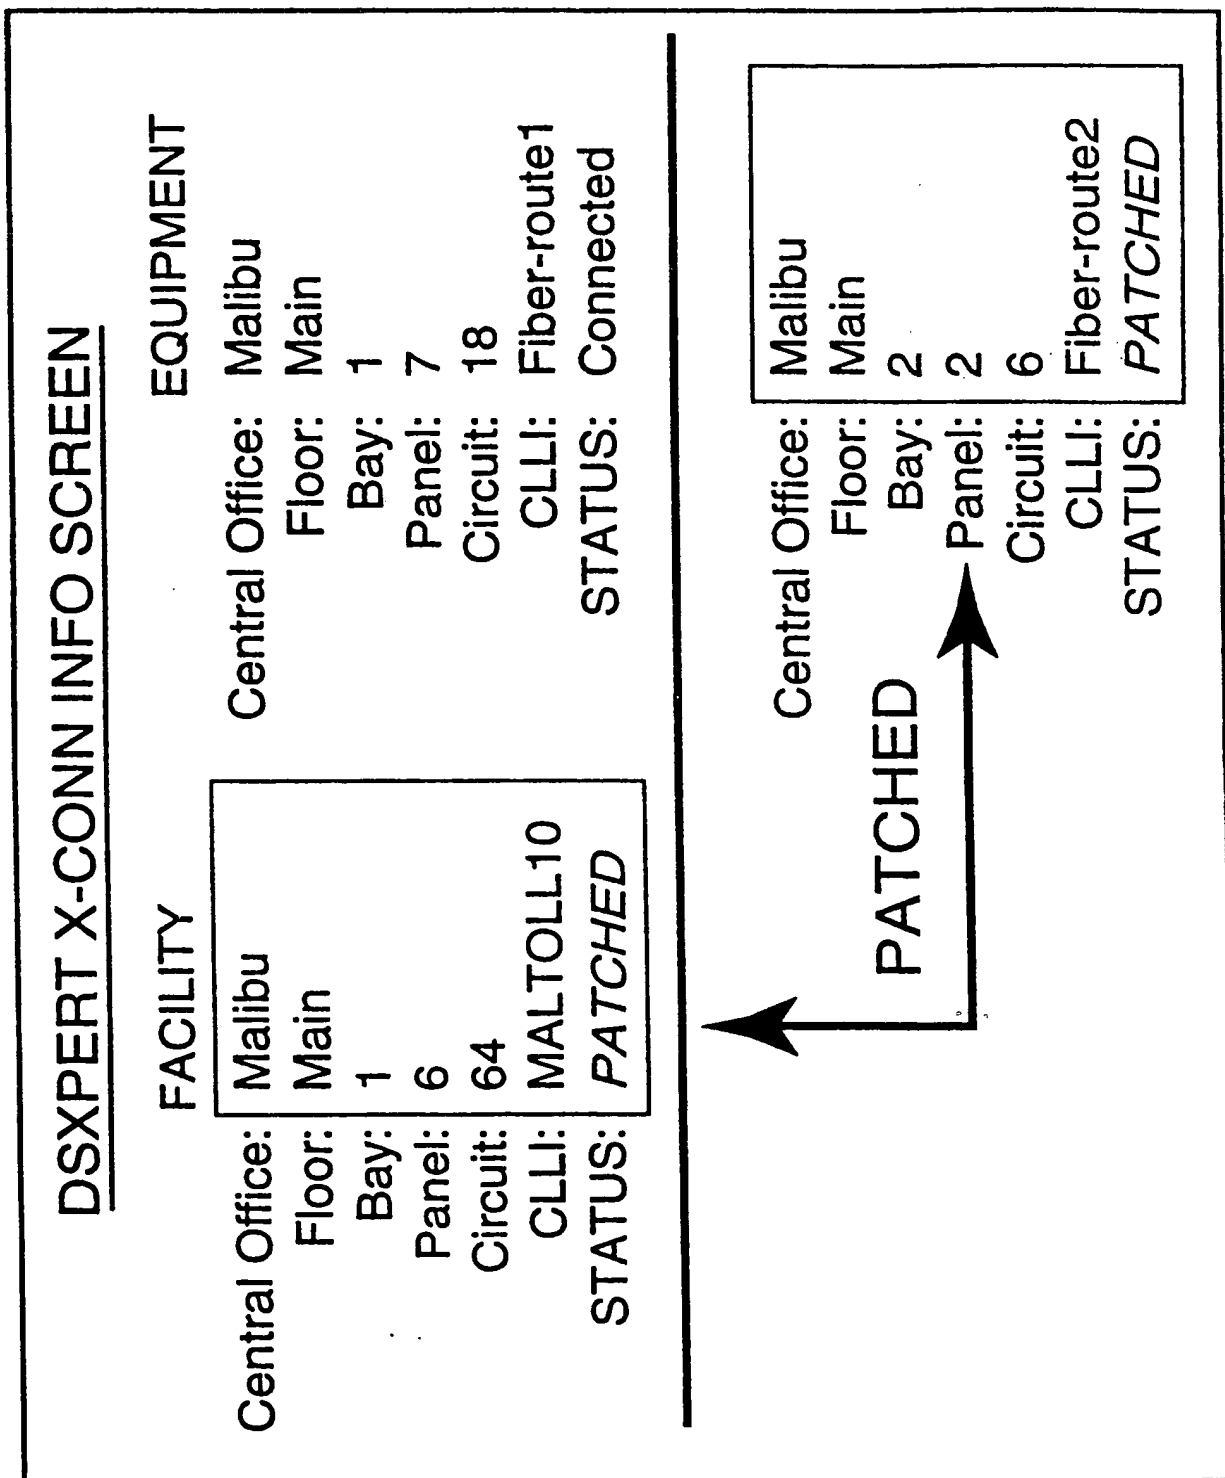 DSXPERT X-CONN INFO SCREEN
FACILITY
Central Office: Malibu
Floor: Main
Bay: 1
Panel: 6
Circuit: 64
CLLI: MALTOLL10
STATUS: PATCHED
EQUIPMENT
Central Office: Malibu
Floor: Main
Bay: 1
Panel: 7
Circuit: 18
CLLI: Fiber-route1
STATUS: Connected
PATCHED
Central Office: Malibu
Floor: Main
Bay: 2
Panel: 2
Circuit: 6
CLLI: Fiber-route2
STATUS: PATCHED